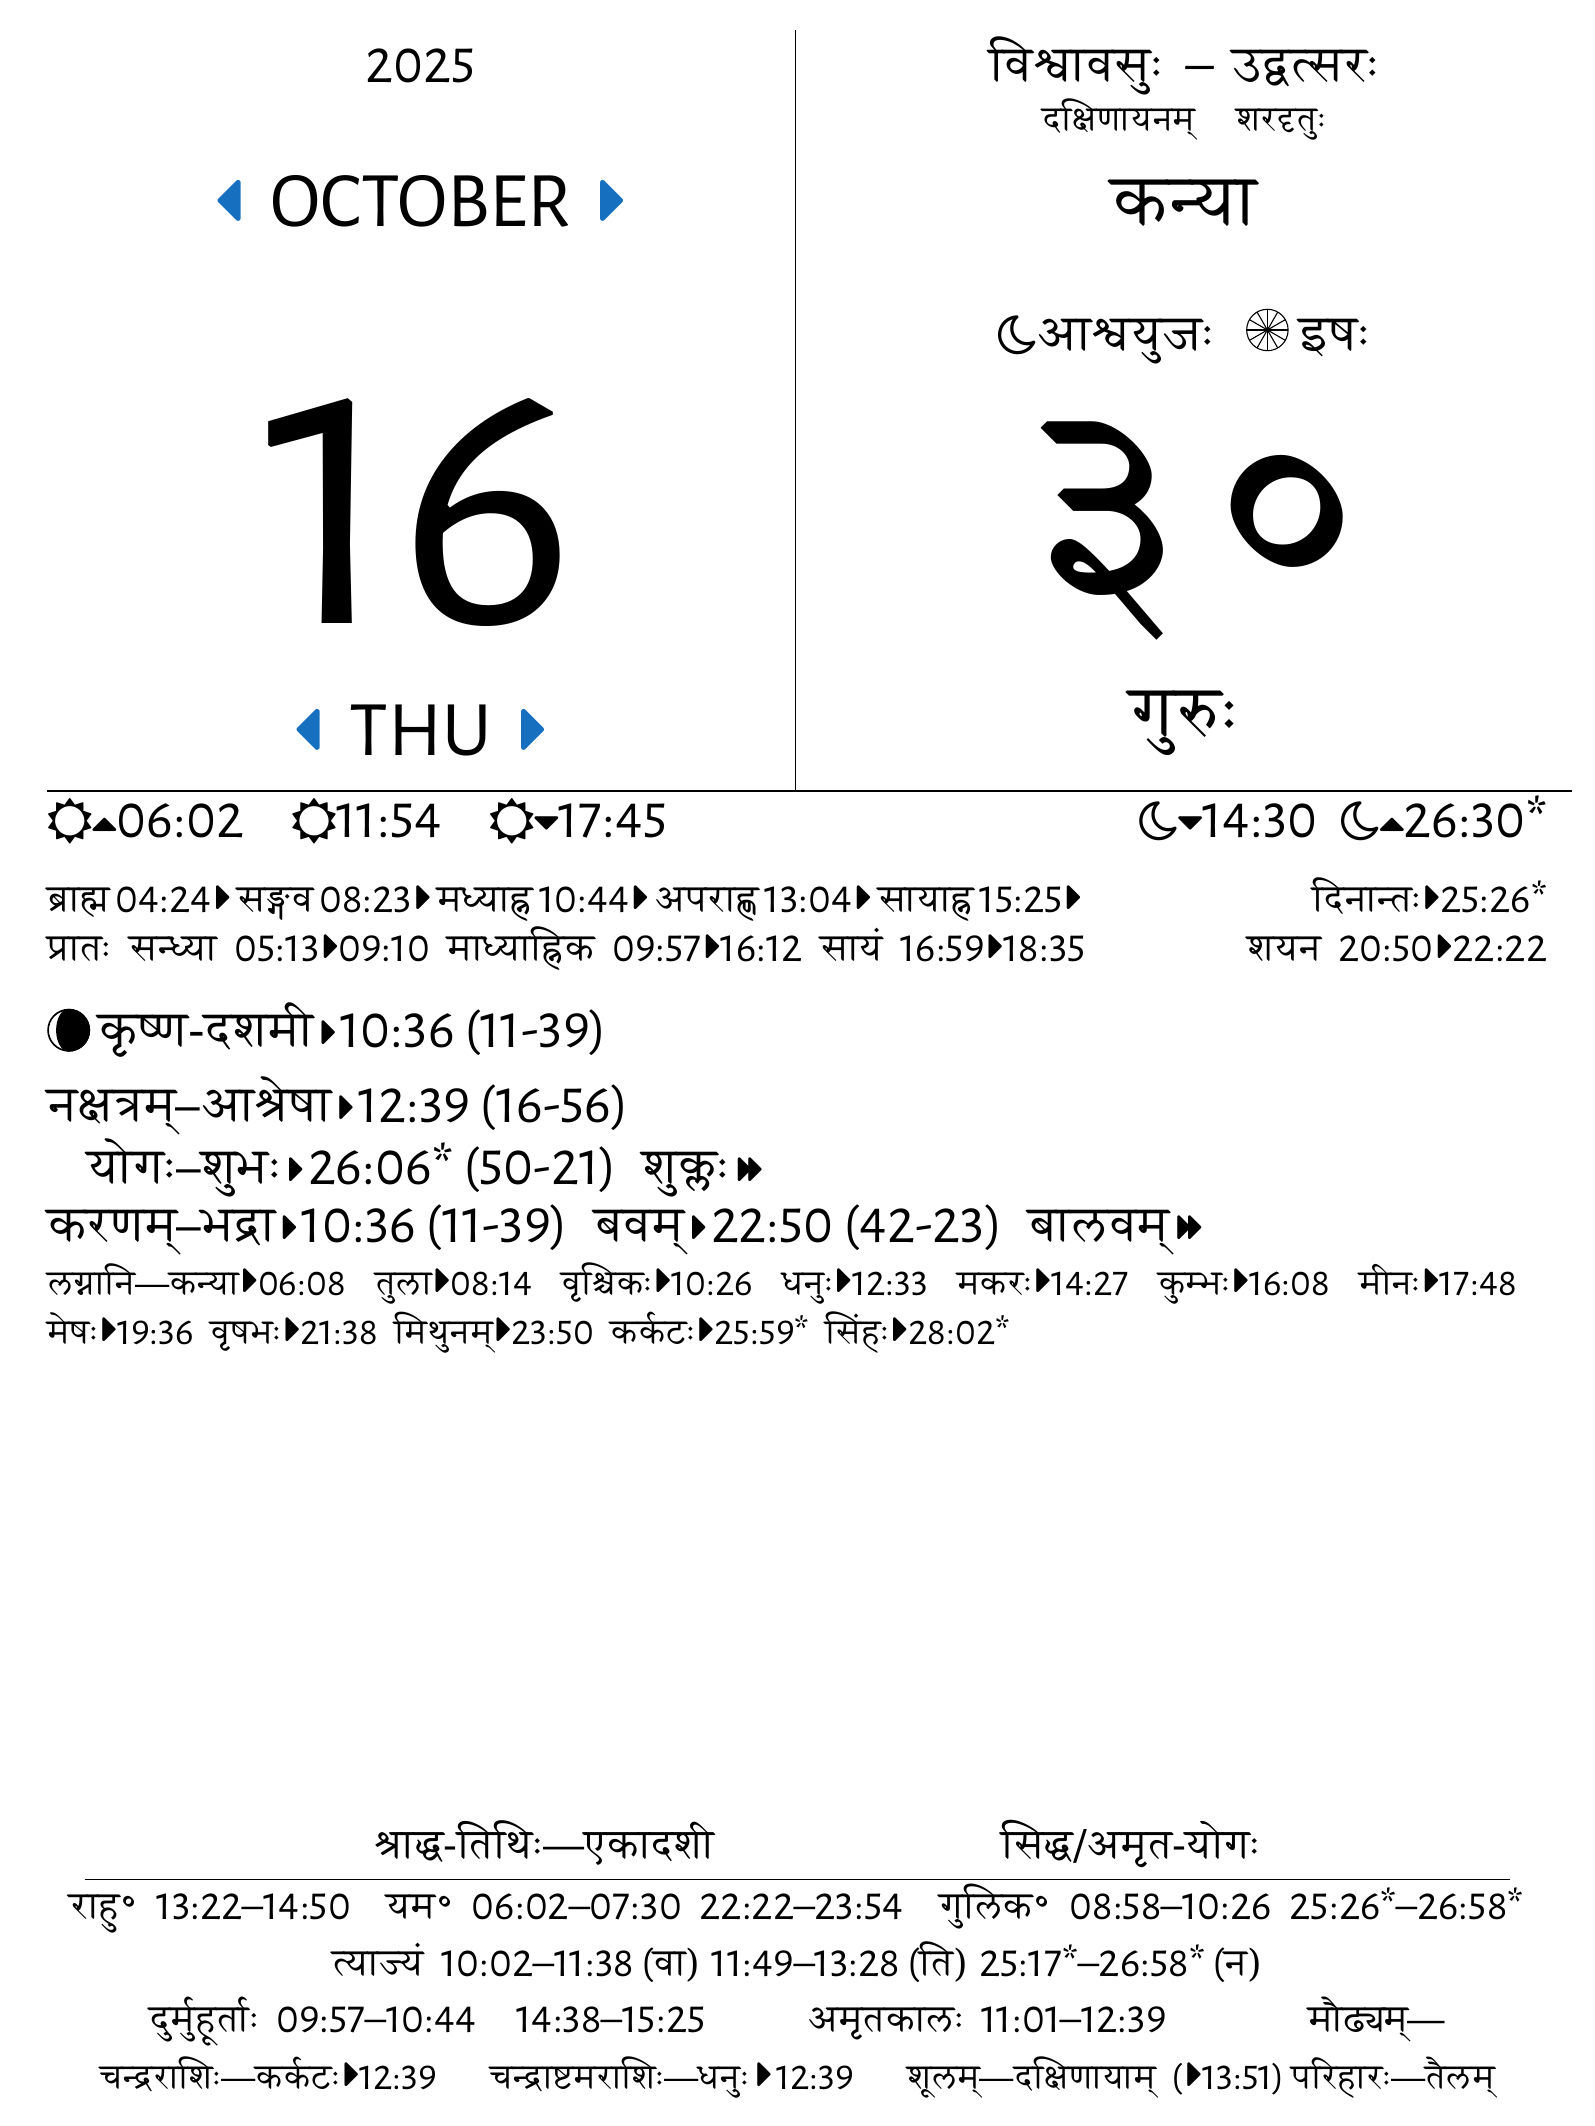 2025
OCTOBER
16
THU
विश्वावसुः – उद्वत्सरः
दक्षिणायनम् शरदृतुः
कन्या
आश्वयुजः इषः
३०
गुरुः
06:02 11:54 17:45 14:30 26:30*
ब्राह्म 04:24 सङ्गव 08:23 मध्याह्न 10:44 अपराह्ण 13:04 सायाह्न 15:25 दिनान्तः 25:26*
प्रातः सन्ध्या 05:13 09:10 माध्याह्निक 09:57 16:12 सायं 16:59 18:35 शयन 20:50 22:22
कृष्ण-दशमी 10:36 (11-39)
नक्षत्रम्–आश्रेषा 12:39 (16-56)
योगः–शुभः 26:06* (50-21) शुक्लः
करणम्–भद्रा 10:36 (11-39) बवम् 22:50 (42-23) बालवम्
लग्नानि—कन्या 06:08 तुला 08:14 वृश्चिकः 10:26 धनुः 12:33 मकरः 14:27 कुम्भः 16:08 मीनः 17:48
मेषः 19:36 वृषभः 21:38 मिथुनम् 23:50 कर्कटः 25:59* सिंहः 28:02*
श्राद्ध-तिथिः—एकादशी सिद्ध/अमृत-योगः
राहु॰ 13:22–14:50 यम॰ 06:02–07:30 22:22–23:54 गुलिक॰ 08:58–10:26 25:26*–26:58*
त्याज्यं 10:02–11:38 (वा) 11:49–13:28 (ति) 25:17*–26:58* (न)
दुर्मुहूर्ताः 09:57–10:44 14:38–15:25 अमृतकालः 11:01–12:39 मौढ्यम्—
चन्द्रराशिः—कर्कटः 12:39 चन्द्राष्टमराशिः—धनुः 12:39 शूलम्—दक्षिणायाम् ( 13:51) परिहारः—तैलम्